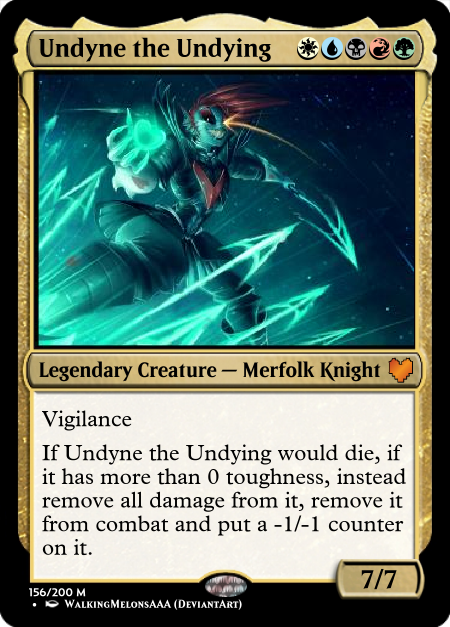 Undyne the Undying
Legendary Creature — Merfolk Knight
Vigilance
If Undyne the Undying would die, if
it has more than 0 toughness, instead
remove all damage from it, remove it
from combat and put a -1/-1 counter
on it.
7/7
156/200 M
• WalkingMelonsAAA (DeviantArt)